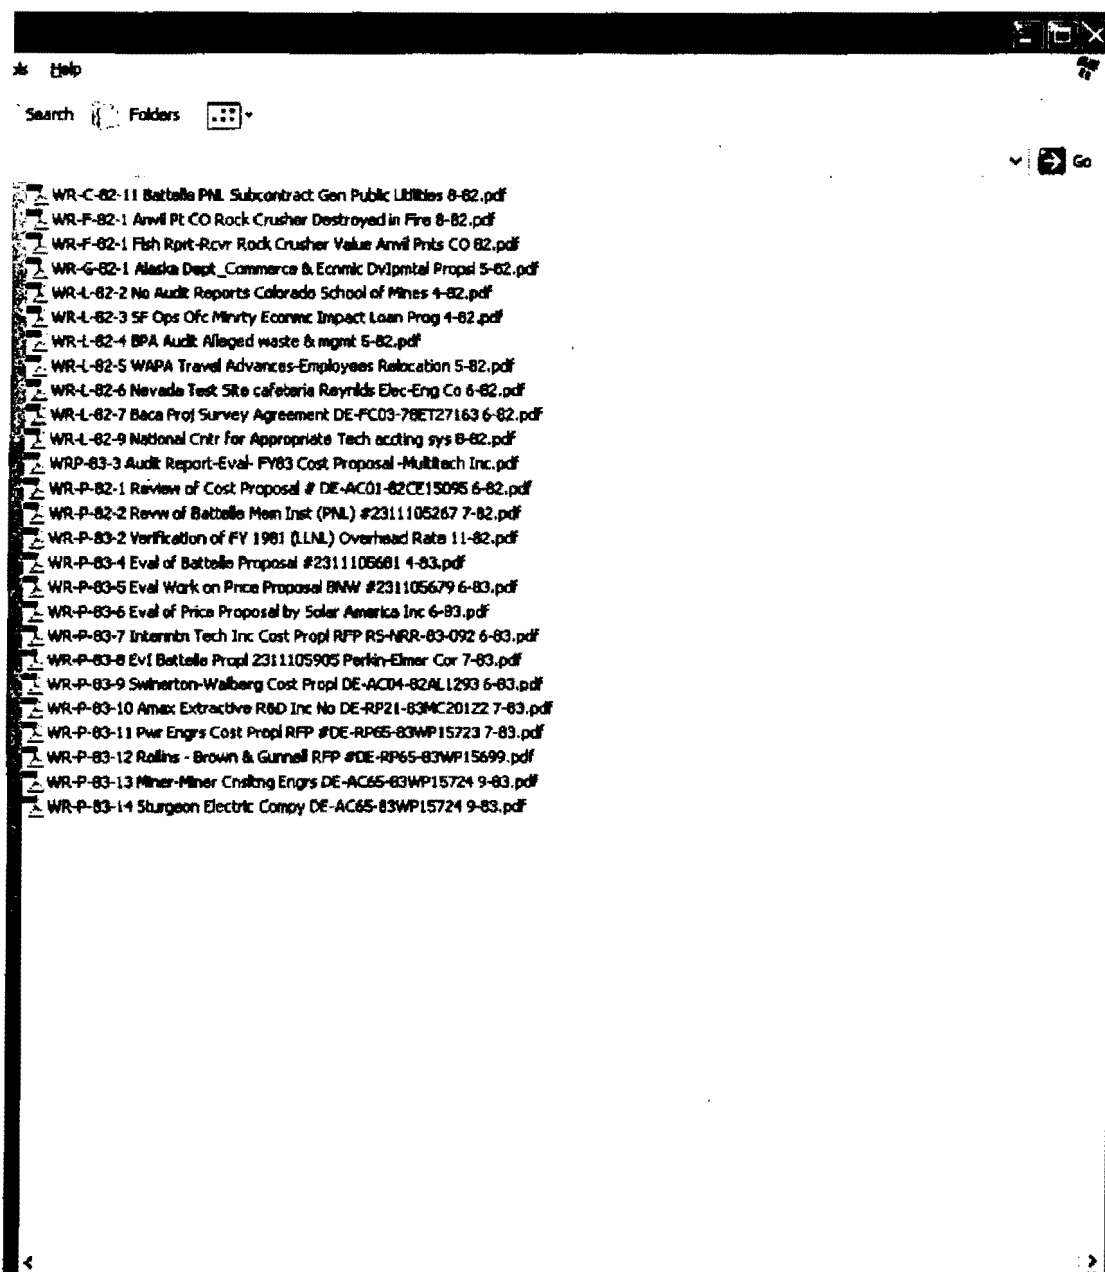 Help
Search Folders
Go
WR-C-82-11 Battelle PNL Subcontract Gen Public Utilities 8-82.pdf
WR-F-82-1 Anvil Pt CO Rock Crusher Destroyed in Fire 8-82.pdf
WR-F-82-1 Flsh Rprt-Rcvr Rock Crusher Value Anvil Pnts CO 82.pdf
WR-G-82-1 Alaska Dept_Commerce & Ecnmic Dvlpmtal Propsl 5-82.pdf
WR-L-82-2 No Audit Reports Colorado School of Mines 4-82.pdf
WR-L-82-3 SF Ops Ofc Minrty Econmc Impact Loan Prog 4-82.pdf
WR-L-82-4 BPA Audit Alleged waste & mgmt 5-82.pdf
WR-L-82-5 WAPA Travel Advances-Employees Relocation 5-82.pdf
WR-L-82-6 Nevada Test Site cafeteria Reynlds Elec-Eng Co 6-82.pdf
WR-L-82-7 Baca Proj Survey Agreement DE-FC03-78ET27163 6-82.pdf
WR-L-82-9 National Cntr for Appropriate Tech accting sys 8-82.pdf
WRP-83-3 Audit Report-Eval- FY83 Cost Proposal -Multitech Inc.pdf
WR-P-82-1 Review of Cost Proposal # DE-AC01-82CE15095 6-82.pdf
WR-P-82-2 Revw of Battelle Mem Inst (PNL) #2311105267 7-82.pdf
WR-P-83-2 Verfication of FY 1981 (LLNL) Overhead Rate 11-82.pdf
WR-P-83-4 Eval of Battelle Proposal #2311105681 4-83.pdf
WR-P-83-5 Eval Work on Price Proposal BNW #231105679 6-83.pdf
WR-P-83-6 Eval of Price Proposal by Solar America Inc 6-83.pdf
WR-P-83-7 Intermtn Tech Inc Cost Propl RFP RS-NRR-83-092 6-83.pdf
WR-P-83-8 Evl Battelle Propl 2311105905 Perkin-Elmer Cor 7-83.pdf
WR-P-83-9 Swinerton-Walberg Cost Propl DE-AC04-82AL1293 6-83.pdf
WR-P-83-10 Amax Extractive R&D Inc No DE-RP21-83MC20122 7-83.pdf
WR-P-83-11 Pwr Engrs Cost Propl RFP #DE-RP65-83WP15723 7-83.pdf
WR-P-83-12 Rollins - Brown & Gunnell RFP #DE-RP65-83WP15699.pdf
WR-P-83-13 Miner-Miner Cnsltng Engrs DE-AC65-83WP15724 9-83.pdf
WR-P-83-14 Sturgeon Electric Compy DE-AC65-83WP15724 9-83.pdf